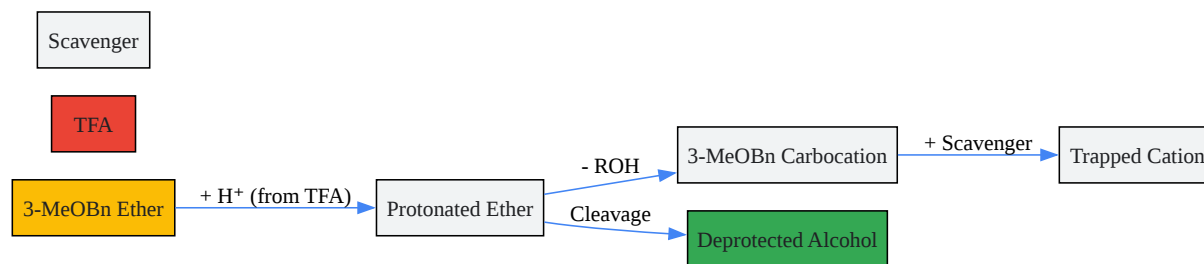 Scavenger
TFA
3-MeOBn Ether
+ H⁺ (from TFA)
Protonated Ether
- ROH
Cleavage
3-MeOBn Carbocation
Deprotected Alcohol
+ Scavenger
Trapped Cation